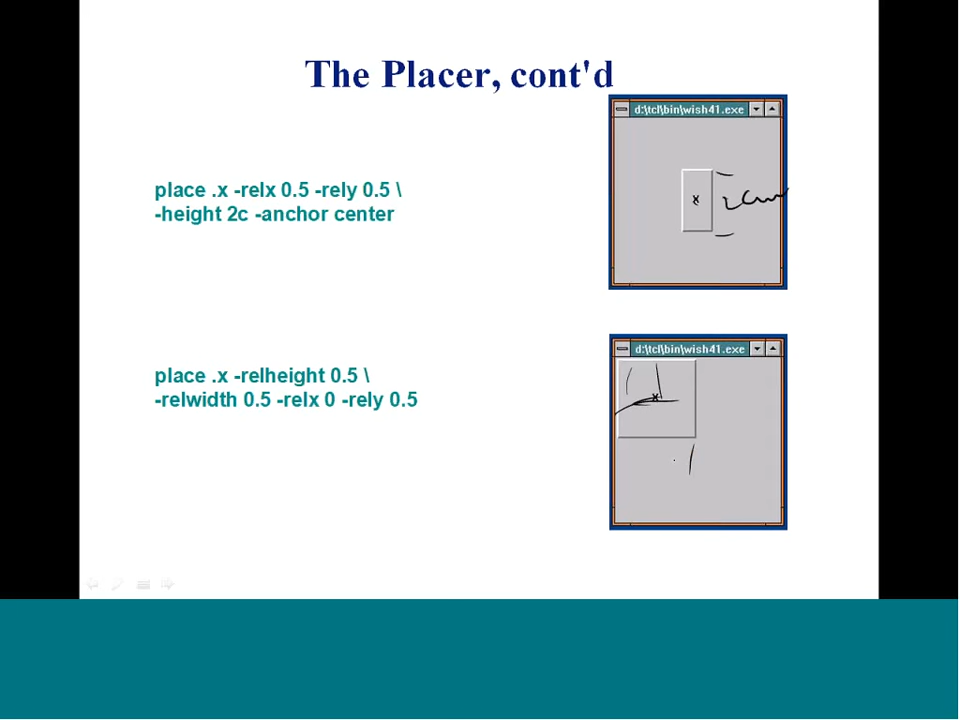 The Placer, cont'd
d:\tcl\bin\wish41.exe
place .x -relx 0.5 -rely 0.5 \
-height 2c -anchor center
x
2cm
d:\tcl\bin\wish41.exe
place .x -relheight 0.5 \
-relwidth 0.5 -relx 0 -rely 0.5
x